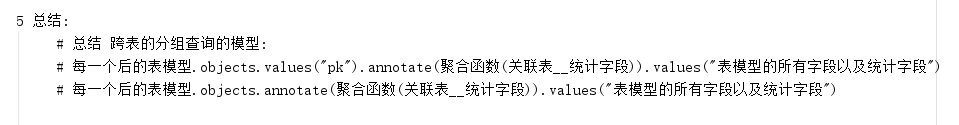 5 总结:
# 总结 跨表的分组查询的模型:
# 每一个后的表模型.objects.values("pk").annotate(聚合函数(关联表__统计字段)).values("表模型的所有字段以及统计字段")
# 每一个后的表模型.objects.annotate(聚合函数(关联表__统计字段)).values("表模型的所有字段以及统计字段")